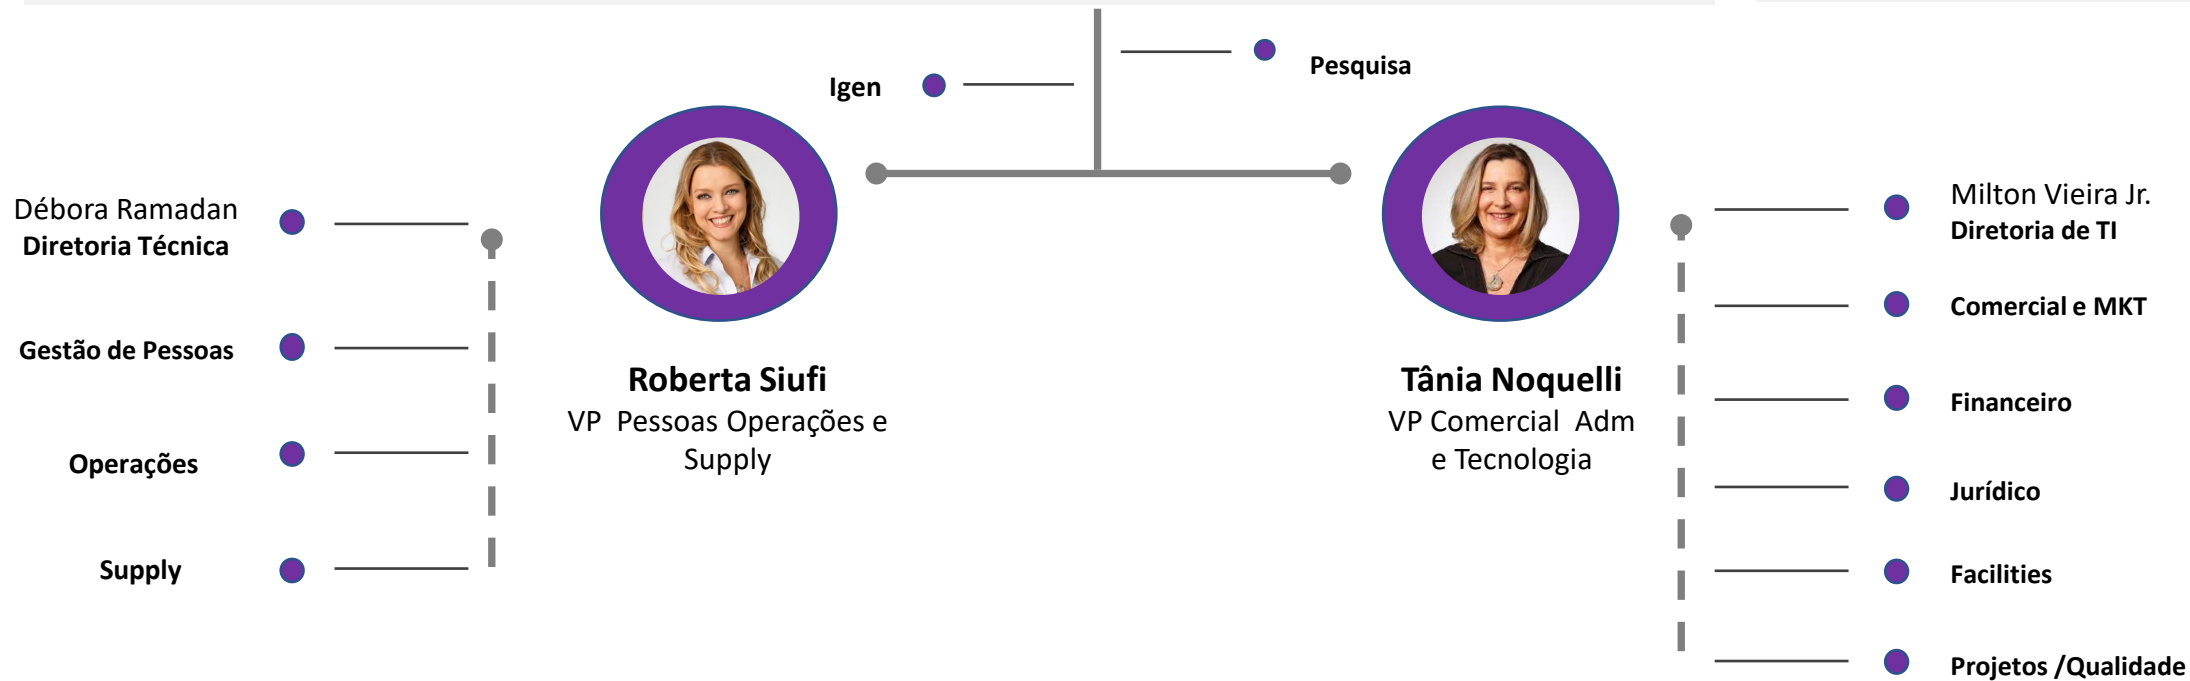 Igen
Pesquisa
Débora Ramadan
Diretoria Técnica
Gestão de Pessoas
Operações
Supply
Roberta Siufi
VP  Pessoas Operações e
Supply
Tânia Noquelli
VP Comercial  Adm
e Tecnologia
Milton Vieira Jr.
Diretoria de TI
Comercial e MKT
Financeiro
Jurídico
Facilities
Projetos /Qualidade